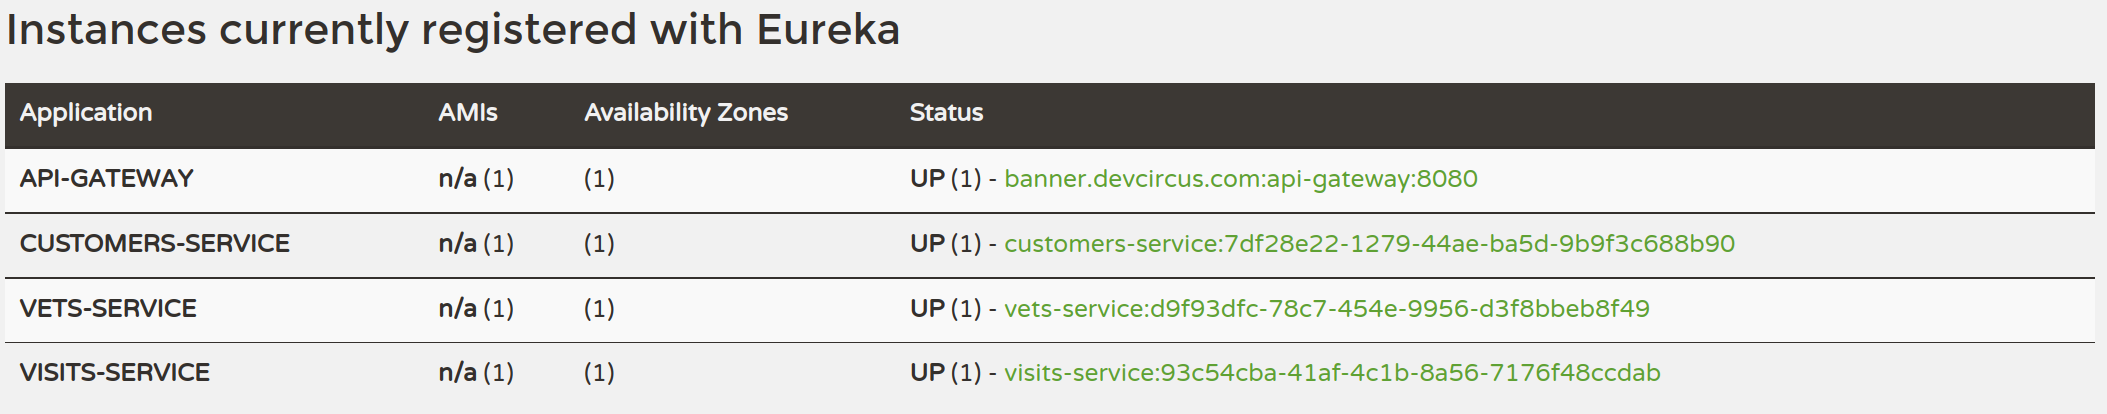 Instances currently registered with Eureka
Application AMIs Availability Zones Status
API-GATEWAY n/a (1) (1) UP (1) - banner.devcircus.com:api-gateway:8080
CUSTOMERS-SERVICE n/a (1) (1) UP (1) - customers-service:7df28e22-1279-44ae-ba5d-9b9f3c688b90
VETS-SERVICE n/a (1) (1) UP (1) - vets-service:d9f93dfc-78c7-454e-9956-d3f8bbeb8f49
VISITS-SERVICE n/a (1) (1) UP (1) - visits-service:93c54cba-41af-4c1b-8a56-7176f48ccdab